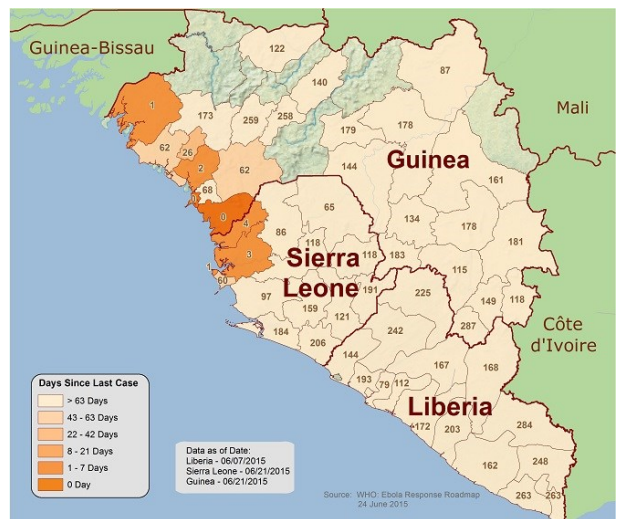 Guinea-Bissau
122
87
1
140
Mali
173
259
258
179
178
62
26
2
62
144
Guinea
68
161
65
0
4
134
178
86
118
181
3
Sierra
Leone
118
183
115
1
60
191
225
149
118
97
159
121
287
Côte
d'Ivoire
184
206
242
144
167
168
193
79
112
Liberia
172
203
284
162
248
263
263
Days Since Last Case
> 63 Days
43 - 63 Days
22 - 42 Days
8 - 21 Days
1 - 7 Days
0 Day
Data as of Date:
Liberia - 06/07/2015
Sierra Leone - 06/21/2015
Guinea - 06/21/2015
Source: WHO: Ebola Response Roadmap
24 June 2015